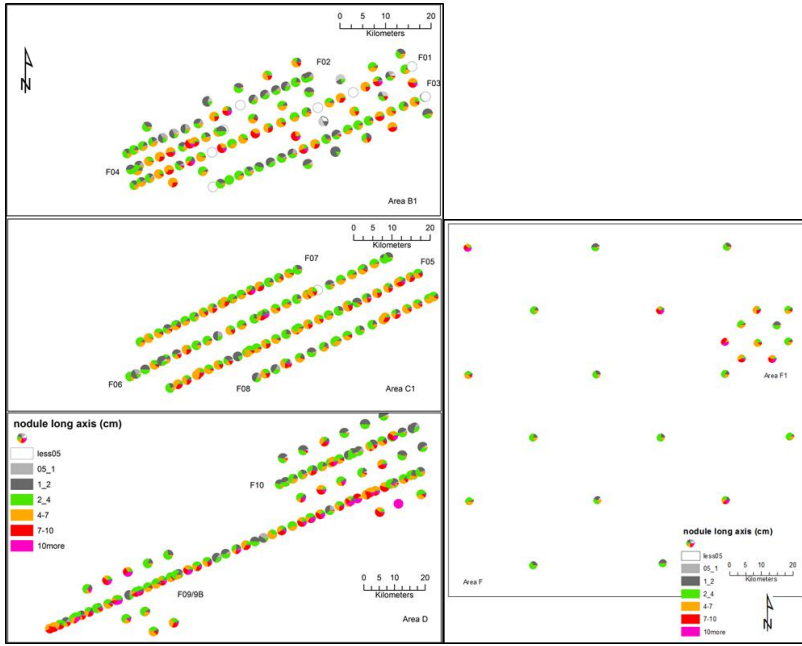 0 5 10 20
Kilometers
N
F01
F02
F03
F04
Area B1
0 5 10 20
Kilometers
F07
F05
F06
F08
Area C1
nodule long axis (cm)
less05
05_1
1_2
2_4
4-7
7-10
10more
F10
F09/9B
0 5 10 20
Kilometers
Area D
Area F1
Area F
nodule long axis (cm)
less05
05_1
1_2
2_4
4-7
7-10
10more
0 5 10 20
Kilometers
N